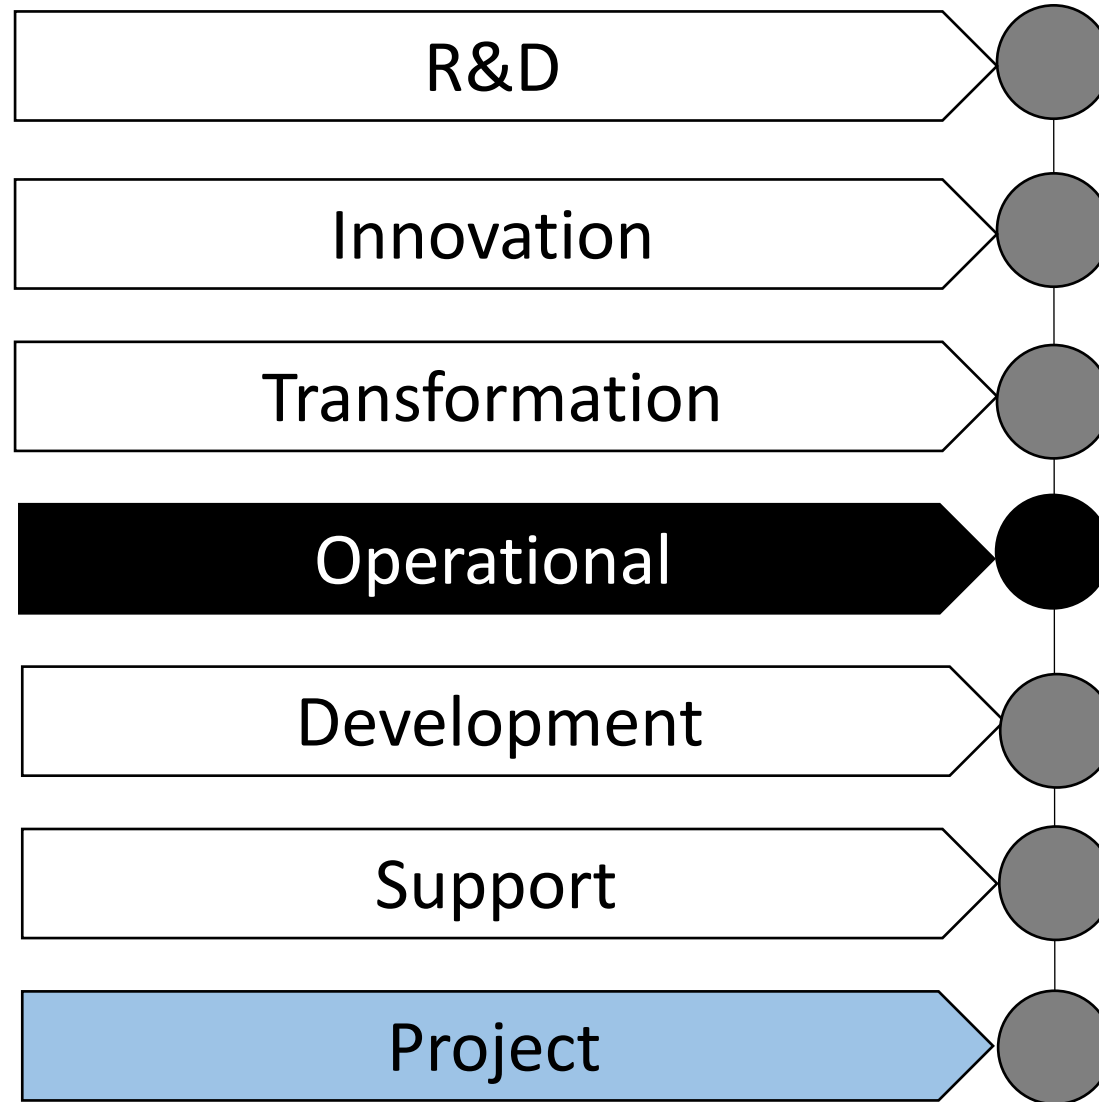 R&D
Innovation
Transformation
Operational
Development
Support
Project